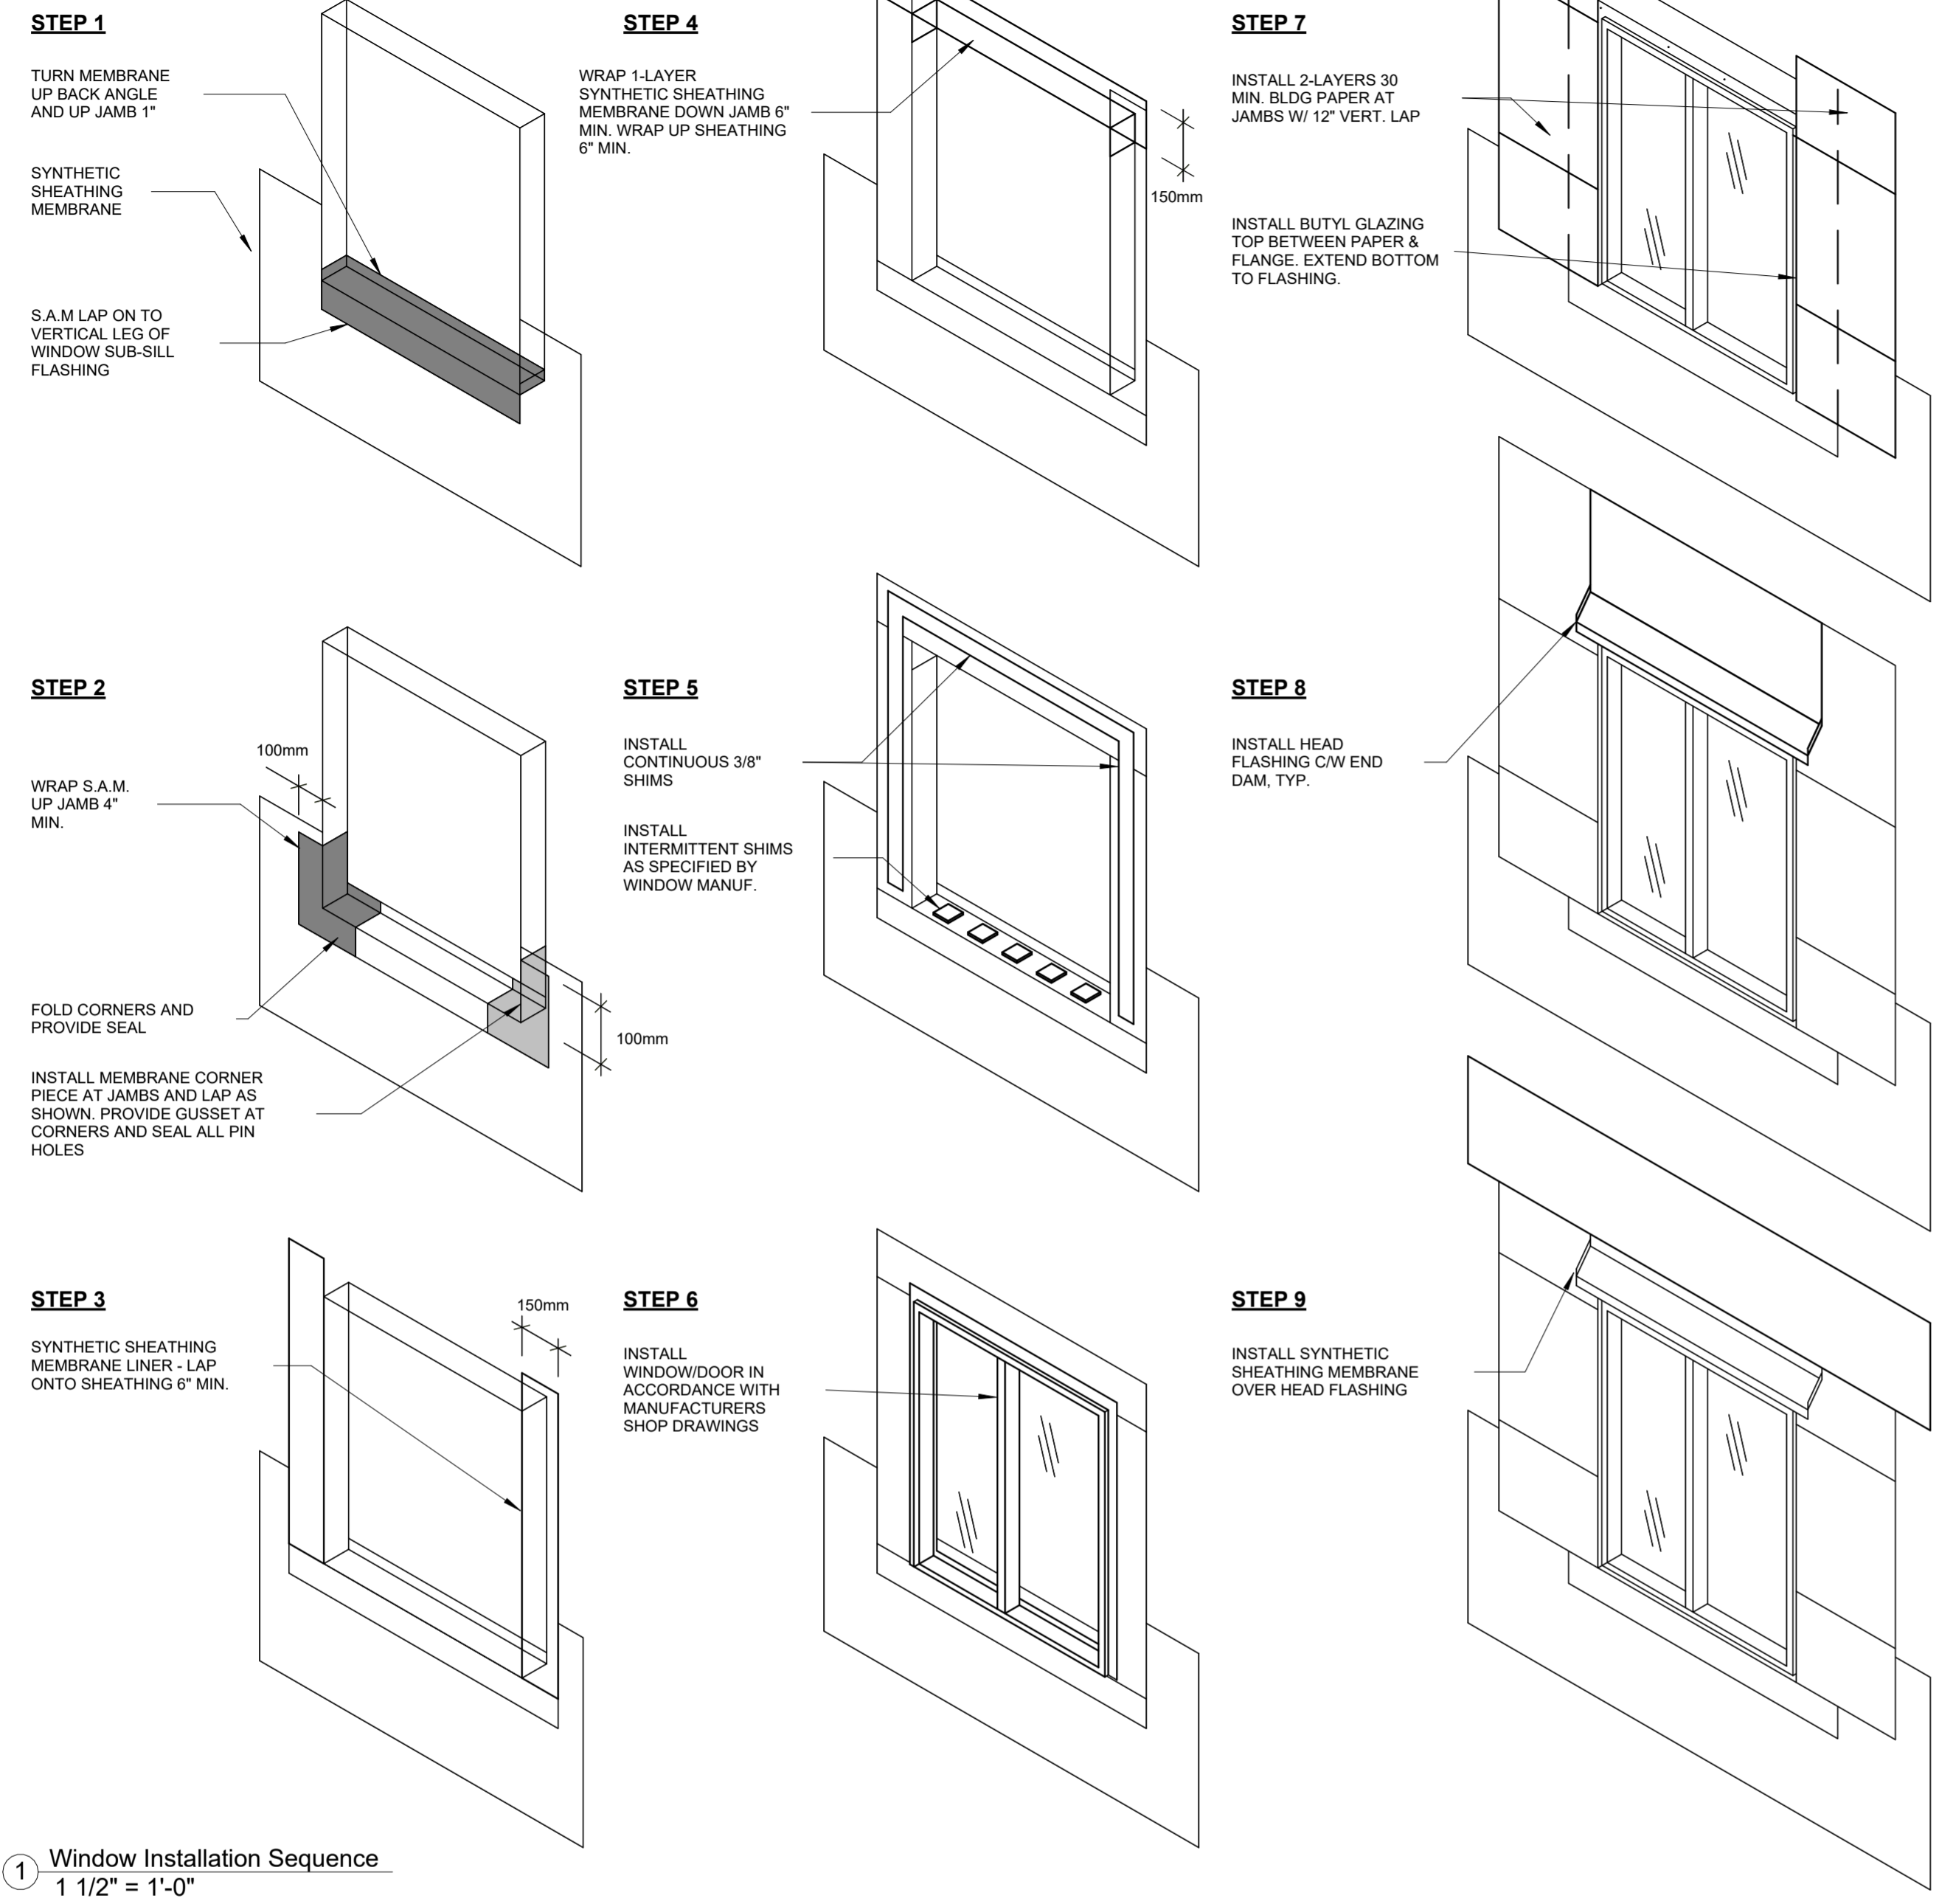 STEP 1
TURN MEMBRANE
UP BACK ANGLE
AND UP JAMB 1"
SYNTHETIC
SHEATHING
MEMBRANE
S.A.M LAP ON TO
VERTICAL LEG OF
WINDOW SUB-SILL
FLASHING
STEP 2
100mm
WRAP S.A.M.
UP JAMB 4"
MIN.
FOLD CORNERS AND
PROVIDE SEAL
100mm
INSTALL MEMBRANE CORNER
PIECE AT JAMBS AND LAP AS
SHOWN. PROVIDE GUSSET AT
CORNERS AND SEAL ALL PIN
HOLES
STEP 3
150mm
SYNTHETIC SHEATHING
MEMBRANE LINER - LAP
ONTO SHEATHING 6" MIN.
STEP 4
WRAP 1-LAYER
SYNTHETIC SHEATHING
MEMBRANE DOWN JAMB 6"
MIN. WRAP UP SHEATHING
6" MIN.
150mm
STEP 5
INSTALL
CONTINUOUS 3/8"
SHIMS
INSTALL
INTERMITTENT SHIMS
AS SPECIFIED BY
WINDOW MANUF.
STEP 6
INSTALL
WINDOW/DOOR IN
ACCORDANCE WITH
MANUFACTURERS
SHOP DRAWINGS
STEP 7
INSTALL 2-LAYERS 30
MIN. BLDG PAPER AT
JAMBS W/ 12" VERT. LAP
INSTALL BUTYL GLAZING
TOP BETWEEN PAPER &
FLANGE. EXTEND BOTTOM
TO FLASHING.
STEP 8
INSTALL HEAD
FLASHING C/W END
DAM, TYP.
STEP 9
INSTALL SYNTHETIC
SHEATHING MEMBRANE
OVER HEAD FLASHING
1
Window Installation Sequence
1 1/2" = 1'-0"